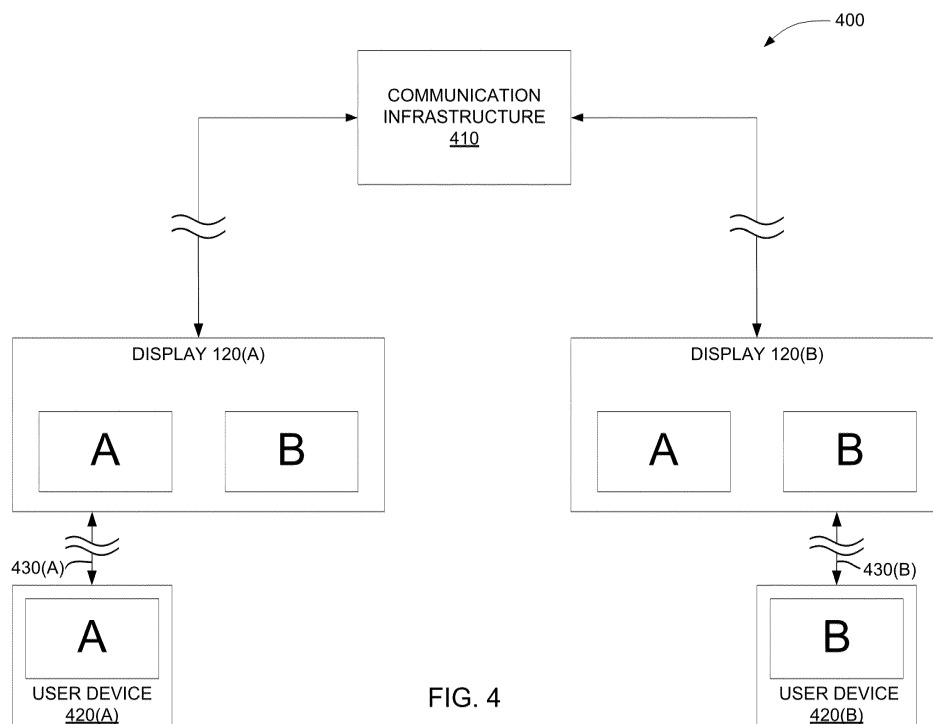 400
COMMUNICATION
INFRASTRUCTURE
410
DISPLAY 120(A)
A
B
DISPLAY 120(B)
A
B
430(A)
430(B)
A
USER DEVICE
420(A)
B
USER DEVICE
420(B)
FIG. 4